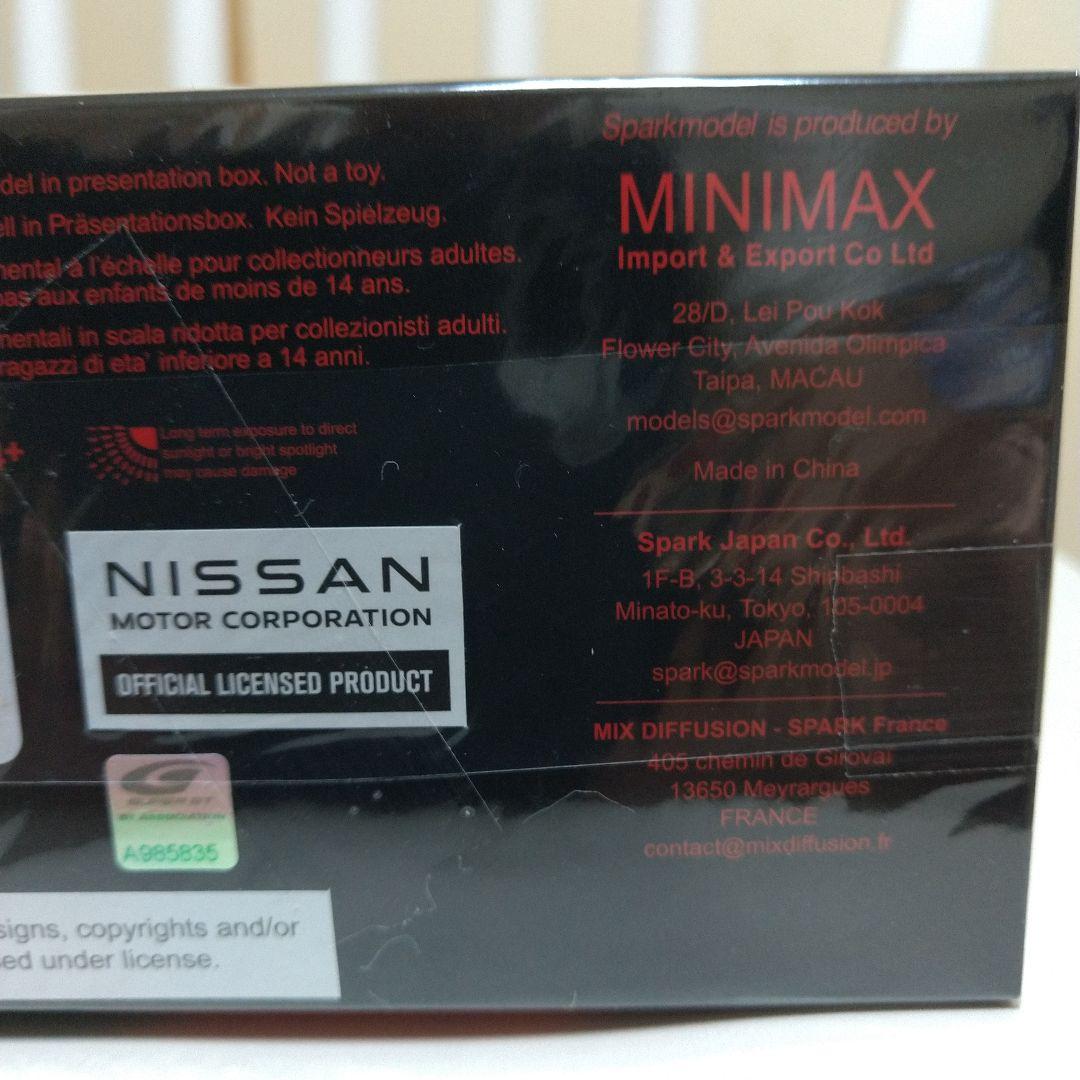 del in presentation box. Not a toy.
ell in Präsentationsbox. Kein Spielzeug.
mental à l'échelle pour collectionneurs adultes.
pas aux enfants de moins de 14 ans.
mentali in scala ridotta per collezionisti adulti.
ragazzi di eta' inferiore a 14 anni.
Long term exposure to direct
sunlight or bright spotlight
may cause damage
NISSAN
MOTOR CORPORATION
OFFICIAL LICENSED PRODUCT
SUPER GT
GT ASSOCIATION
A985835
signs, copyrights and/or
sed under license.
Sparkmodel is produced by
MINIMAX
Import & Export Co Ltd
28/D, Lei Pou Kok
Flower City, Avenida Olimpica
Taipa, MACAU
models@sparkmodel.com
Made in China
Spark Japan Co., Ltd.
1F-B, 3-3-14 Shinbashi
Minato-ku, Tokyo, 105-0004
JAPAN
spark@sparkmodel.jp
MIX DIFFUSION - SPARK France
405 chemin de Girovai
13650 Meyrargues
FRANCE
contact@mixdiffusion.fr